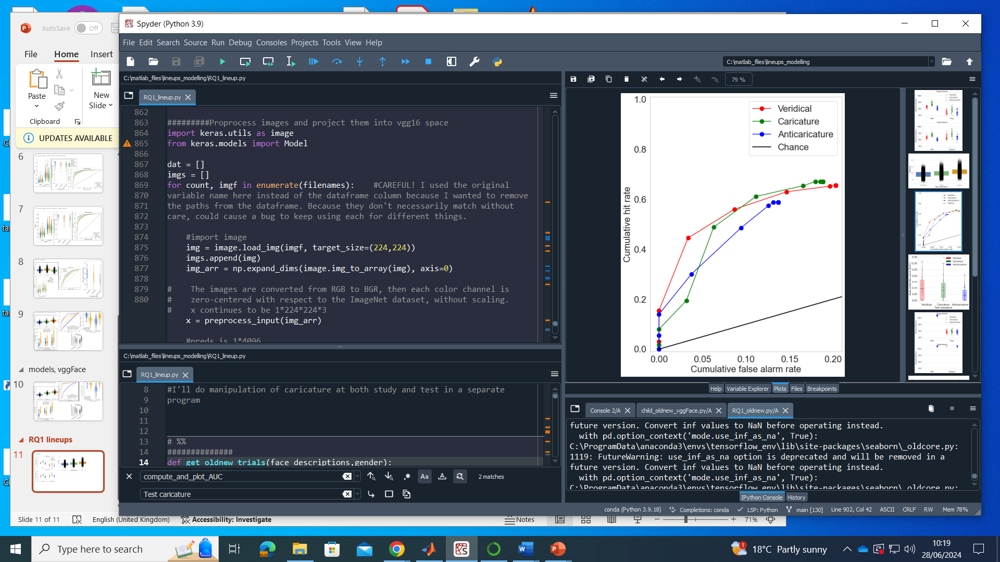 AutoSave Off
File Home Insert
Paste
New
Slide
Clipboard
UPDATES AVAILABLE
6
7
8
9
models, vggFace
10
RQ1 lineups
11
Slide 11 of 11 English (United Kingdom) Accessibility: Investigate Notes 71%
Spyder (Python 3.9)
File Edit Search Source Run Debug Consoles Projects Tools View Help
C:\matlab_files\lineups_modelling
C:\matlab_files\lineups_modelling\RQ1_lineup.py
RQ1_lineup.py
862
863 #########Proprocess images and project them into vgg16 space
864 import keras.utils as image
865 from keras.models import Model
866
867 dat = []
868 imgs = []
869 for count, imgf in enumerate(filenames): #CAREFUL! I used the original
870 variable name here instead of the dataframe column because I wanted to remove
871 the paths from the dataframe. Because they don't necessarily match without
872 care, could cause a bug to keep using each for different things.
873
874 #import image
875 img = image.load_img(imgf, target_size=(224,224))
876 imgs.append(img)
877 img_arr = np.expand_dims(image.img_to_array(img), axis=0)
878
879 # The images are converted from RGB to BGR, then each color channel is
880 # zero-centered with respect to the ImageNet dataset, without scaling.
# x continues to be 1*224*224*3
x = preprocess_input(img_arr)
#preds is 1*4096
C:\matlab_files\lineups_modelling\RQ1_lineup.py
RQ1_lineup.py
8 #I'll do manipulation of caricature at both study and test in a separate
9 program
10
11
12
13 # %%
14 ##############
14 def get_oldnew_trials(face_descriptions,gender):
compute_and_plot_AUC Aa 2 matches
Test caricature
79 %
1.0
0.8
0.6
0.4
0.2
0.0
Cumulative hit rate
Veridical
Caricature
Anticaricature
Chance
0.00 0.05 0.10 0.15 0.20
Cumulative false alarm rate
Help Variable Explorer Plots Files Breakpoints
Console 2/A child_oldnew_vggFace.py/A RQ1_oldnew.py/A
future version. Convert inf values to NaN before operating instead.
with pd.option_context('mode.use_inf_as_na', True):
C:\ProgramData\anaconda3\envs\tensorflow_env\lib\site-packages\seaborn\_oldcore.py:
1119: FutureWarning: use_inf_as_na option is deprecated and will be removed in a
future version. Convert inf values to NaN before operating instead.
with pd.option_context('mode.use_inf_as_na', True):
C:\ProgramData\anaconda3\envs\tensorflow_env\lib\site-packages\seaborn\_oldcore.py:
IPython Console History
conda (Python 3.9.18) Completions: conda LSP: Python main [130] Line 902, Col 42 ASCII CRLF RW Mem 78%
Type here to search
18°C Partly sunny
10:19
28/06/2024